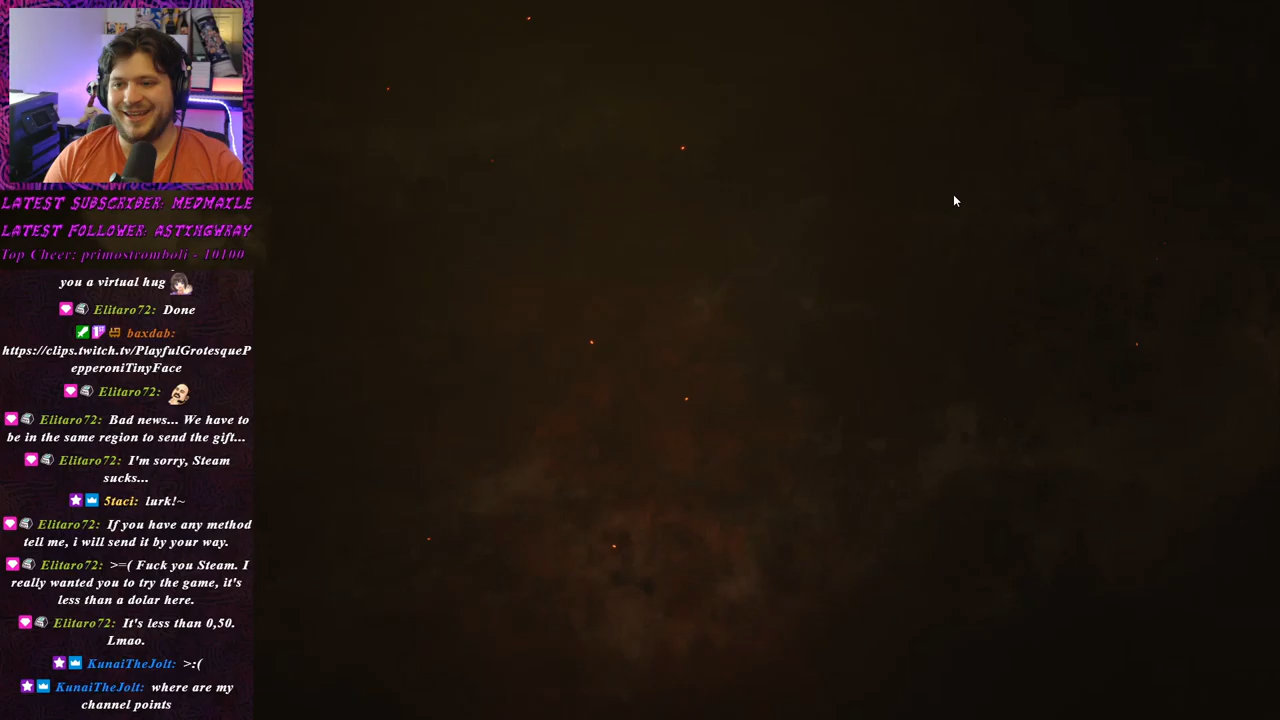 LATEST SUBSCRIBER: MEDMAILE
LATEST FOLLOWER: ASTINGWRAY
Top Cheer: primostromboli - 10100
you a virtual hug
Elitaro72: Done
baxdab:
https://clips.twitch.tv/PlayfulGrotesqueP
epperoniTinyFace
Elitaro72:
Elitaro72: Bad news... We have to
be in the same region to send the gift...
Elitaro72: I'm sorry, Steam
sucks...
5taci: lurk!~
Elitaro72: If you have any method
tell me, i will send it by your way.
Elitaro72: >=( Fuck you Steam. I
really wanted you to try the game, it's
less than a dolar here.
Elitaro72: It's less than 0,50.
Lmao.
KunaiTheJolt: >:(
KunaiTheJolt: where are my
channel points